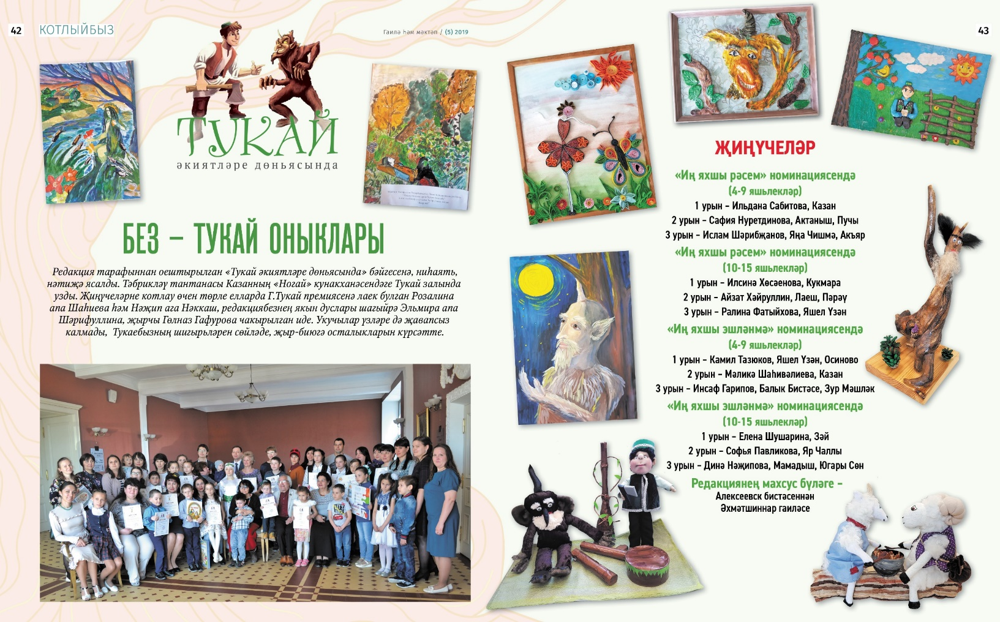 42
КОТЛЫЙБЫЗ
Гаилә һәм мәктәп / (5) 2019
43
ТУКАЙ
әкиятләре дөньясында
БЕЗ – ТУКАЙ ОНЫКЛАРЫ
Редакция тарафыннан оештырылган «Тукай әкиятләре дөньясында» бәйгесенә, ниһаять,
нәтиҗә ясалды. Тәбрикләү тантанасы Казанның «Ногай» кунакханәсендәге Тукай залында
узды. Җиңүчеләрне котлау өчен төрле елларда Г.Тукай премиясенә лаек булган Розалина
апа Шаһиева һәм Нәҗип ага Нәккаш, редакциябезнең якын дуслары шагыйрә Эльмира апа
Шәрифуллина, җырчы Гөлназ Гафурова чакырылган иде. Укучылар үзләре дә җавапсыз
калмады, Тукаебызның шигырьләрен сөйләде, җыр-биюгә осталыкларын күрсәтте.
ҖИҢҮЧЕЛӘР
«Иң яхшы рәсем» номинациясендә
(4-9 яшьлекләр)
1 урын – Ильдана Сабитова, Казан
2 урын – Сафия Нуретдинова, Актаныш, Пучы
3 урын – Ислам Шәрибҗанов, Яңа Чишмә, Акъяр
«Иң яхшы рәсем» номинациясендә
(10-15 яшьлекләр)
1 урын – Илсинә Хөсәенова, Кукмара
2 урын – Айзат Хәйруллин, Лаеш, Пәрәү
3 урын – Ралина Фатыйхова, Яшел Үзән
«Иң яхшы эшләнмә» номинациясендә
(4-9 яшьлекләр)
1 урын – Камил Тазюков, Яшел Үзән, Осиново
2 урын – Мәликә Шаһивәлиева, Казан
3 урын – Инсаф Гарипов, Балык Бистәсе, Зур Мәшләк
«Иң яхшы эшләнмә» номинациясендә
(10-15 яшьлекләр)
1 урын – Елена Шушарина, Зәй
2 урын – Софья Павликова, Яр Чаллы
3 урын – Динә Нәҗипова, Мамадыш, Югары Сөн
Редакциянең махсус бүләге –
Алексеевск бистәсеннән
Әхмәтшиннар гаиләсе